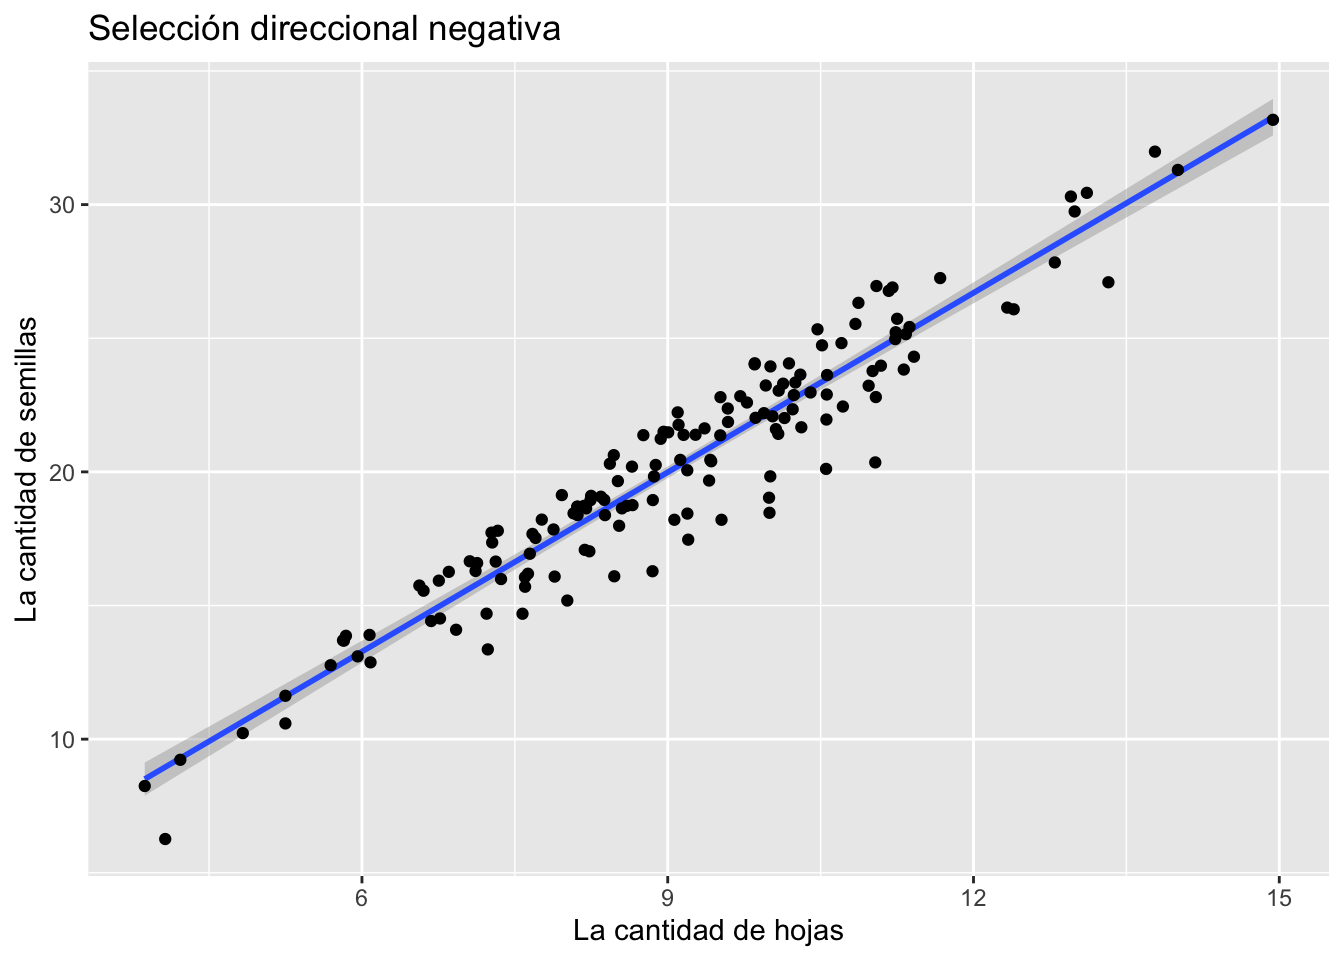 Selección direccional negativa
La cantidad de semillas
30
20
10
6 9 12 15
La cantidad de hojas